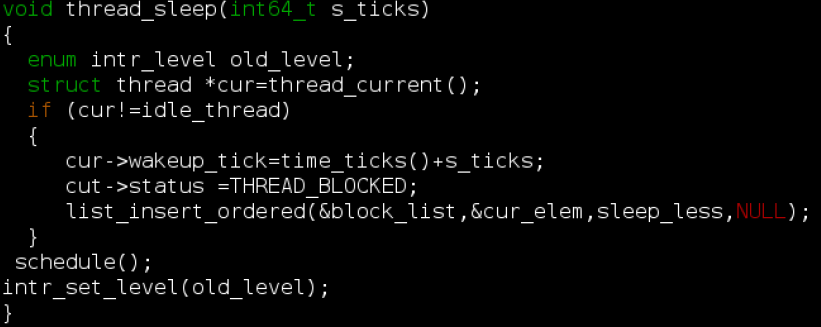 void thread_sleep(int64_t s_ticks)
{
  enum intr_level old_level;
  struct thread *cur=thread_current();
  if (cur!=idle_thread)
  {
     cur->wakeup_tick=time_ticks()+s_ticks;
     cut->status =THREAD_BLOCKED;
     list_insert_ordered(&block_list,&cur_elem,sleep_less,NULL);
  }
 schedule();
intr_set_level(old_level);
}